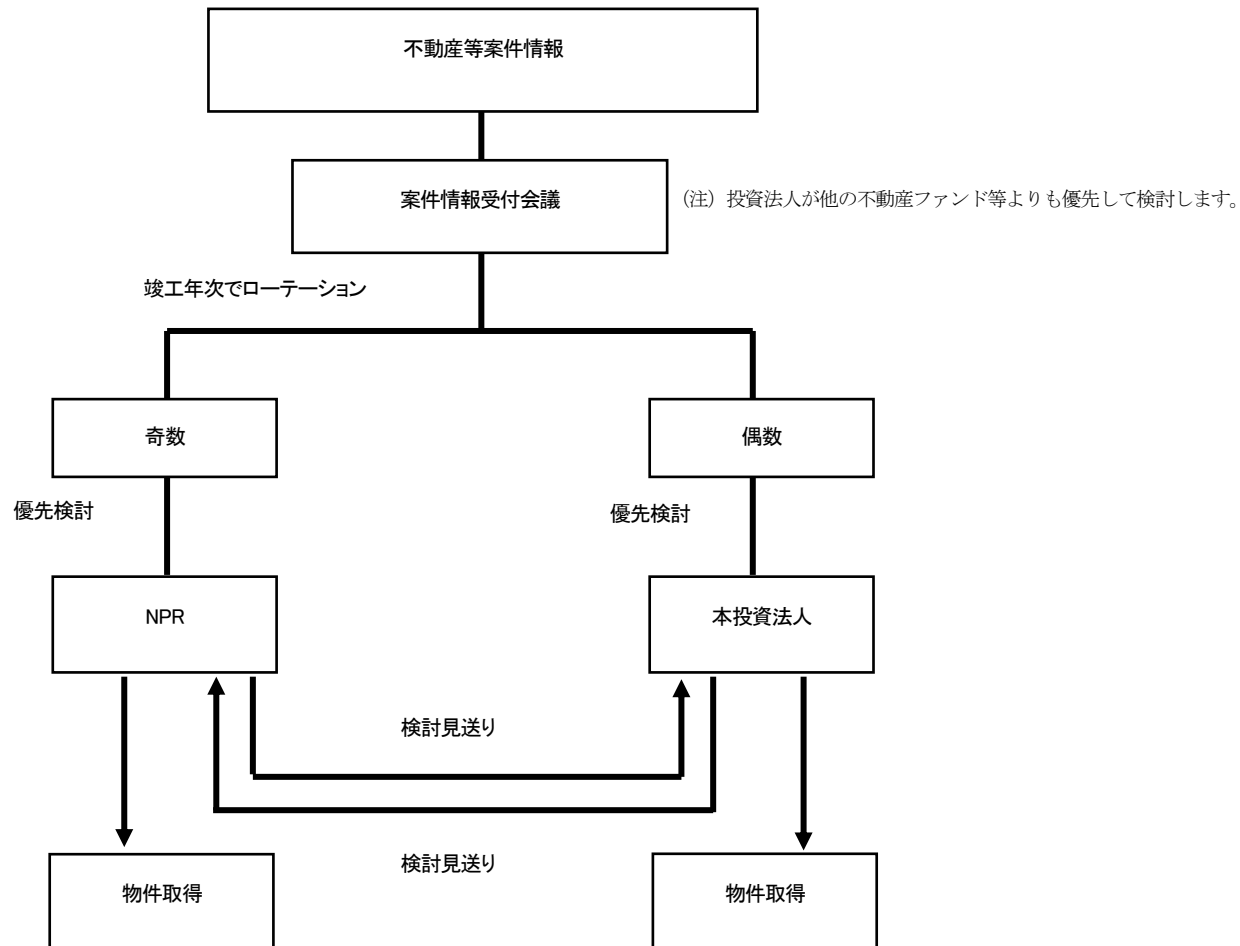 不動産等案件情報
案件情報受付会議
(注) 投資法人が他の不動産ファンド等よりも優先して検討します。
竣工年次でローテーション
奇数
偶数
優先検討
優先検討
NPR
本投資法人
検討見送り
検討見送り
物件取得
物件取得